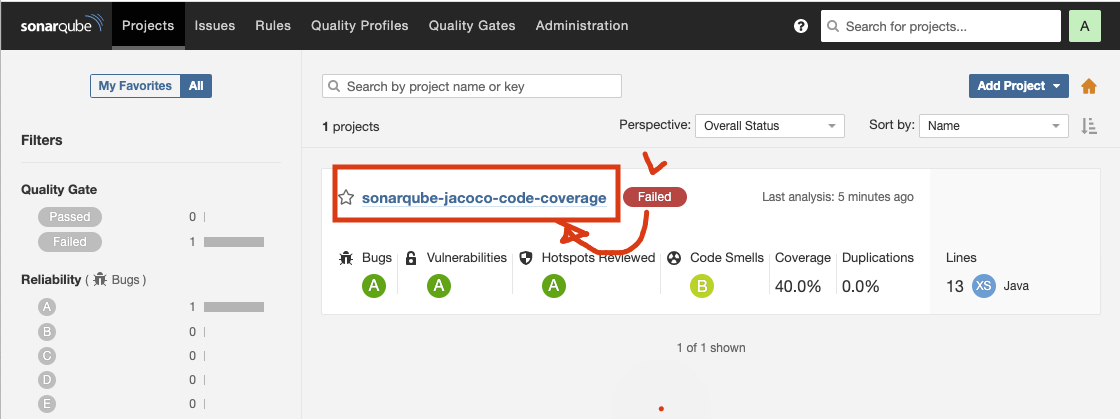 sonarqube Projects Issues Rules Quality Profiles Quality Gates Administration ? Search for projects... A
My Favorites All Search by project name or key Add Project
1 projects Perspective: Overall Status Sort by: Name
Filters
Quality Gate
Passed 0
Failed 1
Reliability ( Bugs )
A 1
B 0
C 0
D 0
E 0
sonarqube-jacoco-code-coverage Failed Last analysis: 5 minutes ago
Bugs Vulnerabilities Hotspots Reviewed Code Smells Coverage Duplications Lines
A A A B 40.0% 0.0% 13 XS Java
1 of 1 shown